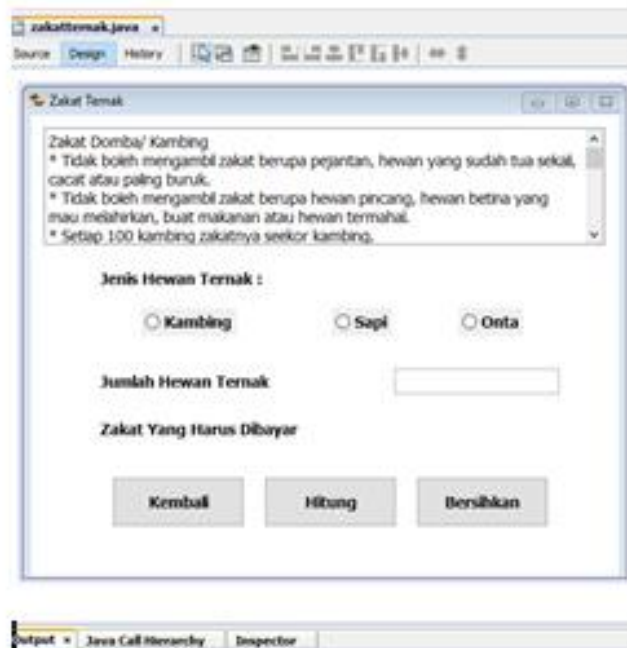 zakatternak.java
Source Design History
Zakat Ternak
Zakat Domba/ Kambing
* Tidak boleh mengambil zakat berupa pejantan, hewan yang sudah tua sekali,
cacat atau paling buruk.
* Tidak boleh mengambil zakat berupa hewan pincang, hewan betina yang
mau melahirkan, buat makanan atau hewan termahal.
* Setiap 100 kambing zakatnya seekor kambing.
Jenis Hewan Ternak :
Kambing Sapi Onta
Jumlah Hewan Ternak
Zakat Yang Harus Dibayar
Kembali Hitung Bersihkan
Output Java Call Hierarchy Inspector